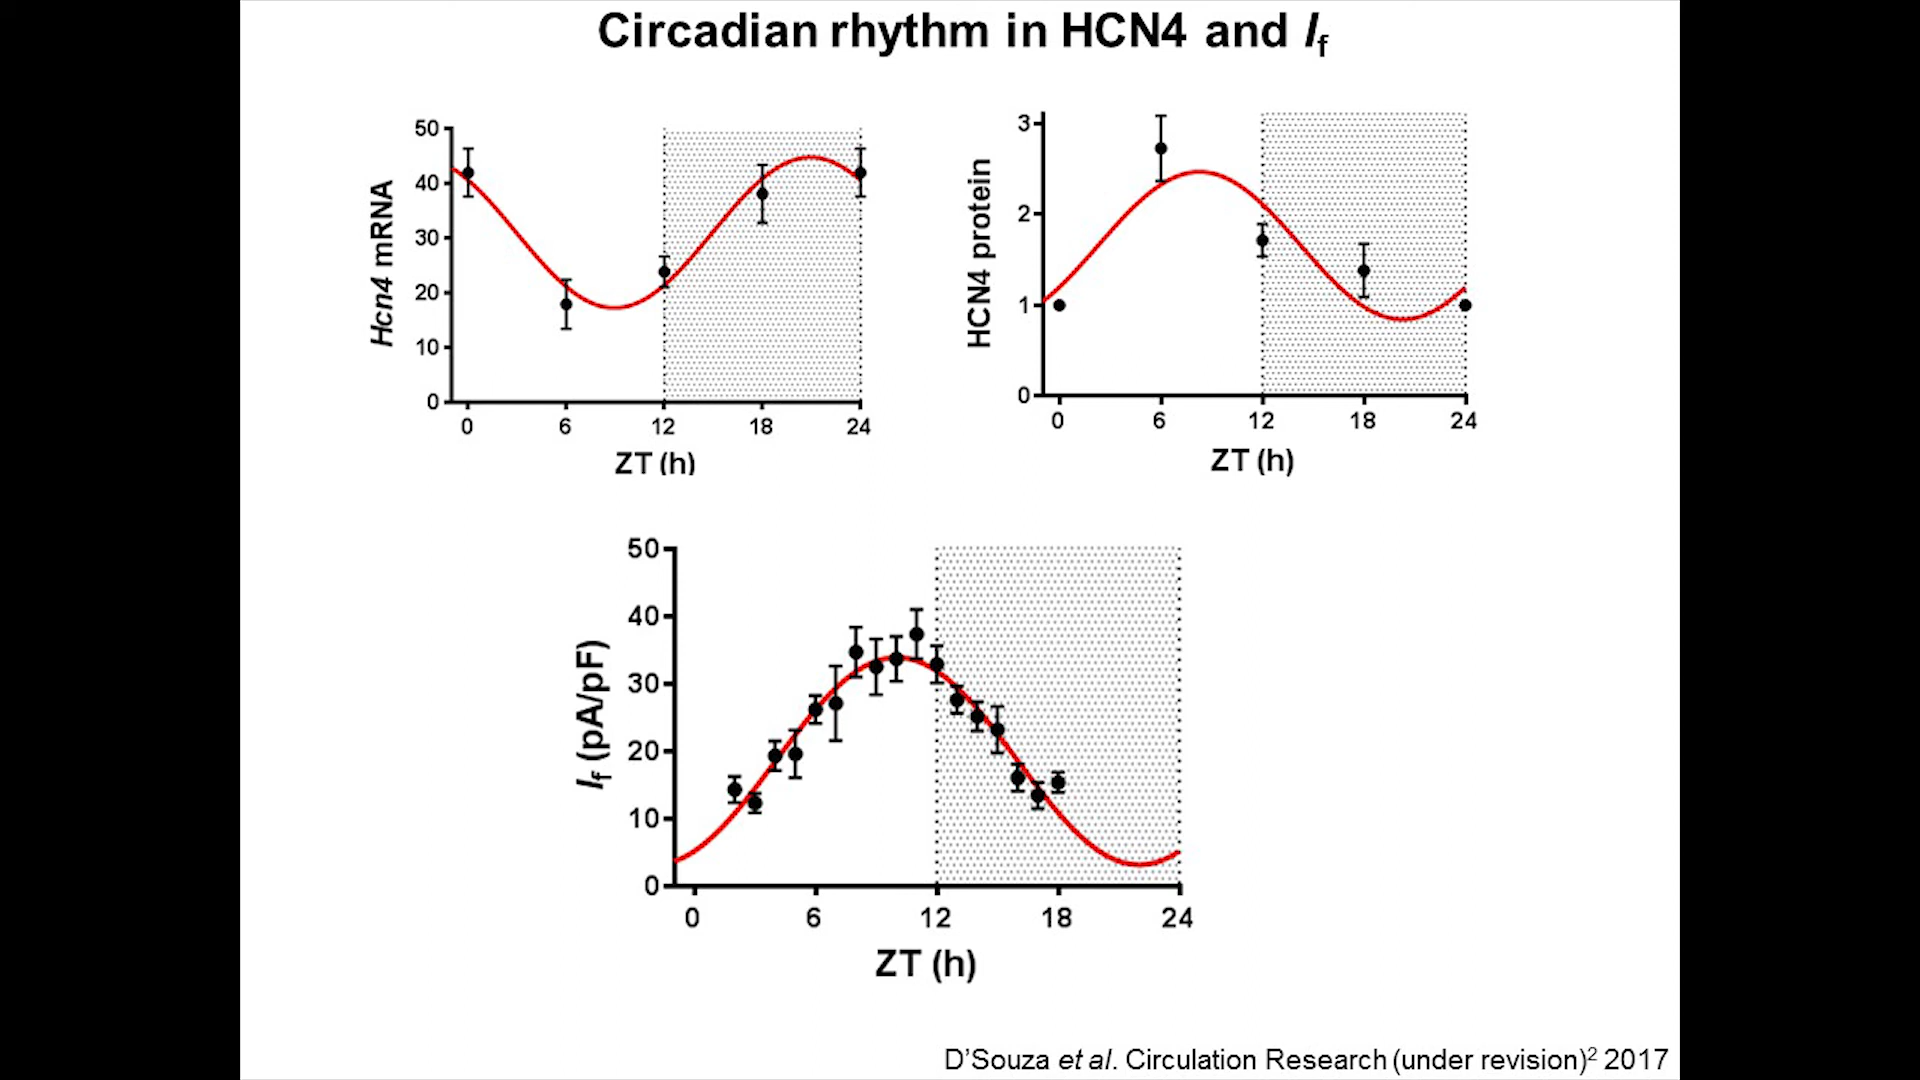 Circadian rhythm in HCN4 and If
50
40
30
20
10
0
Hcn4 mRNA
0 6 12 18 24
ZT (h)
3
2
1
0
HCN4 protein
0 6 12 18 24
ZT (h)
50
40
30
20
10
0
If (pA/pF)
0 6 12 18 24
ZT (h)
D'Souza et al. Circulation Research (under revision)² 2017